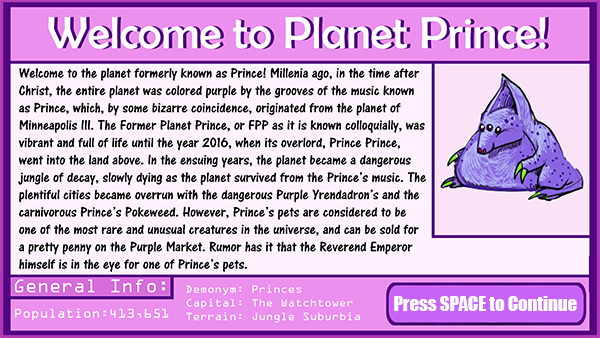 Welcome to Planet Prince!
Welcome to the planet formerly known as Prince! Millenia ago, in the time after
Christ, the entire planet was colored purple by the grooves of the music known
as Prince, which, by some bizarre coincidence, originated from the planet of
Minneapolis III. The Former Planet Prince, or FPP as it is known colloquially, was
vibrant and full of life until the year 2016, when its overlord, Prince Prince,
went into the land above. In the ensuing years, the planet became a dangerous
jungle of decay, slowly dying as the planet survived from the Prince's music. The
plentiful cities became overrun with the dangerous Purple Yrendadron's and the
carnivorous Prince's Pokeweed. However, Prince's pets are considered to be
one of the most rare and unusual creatures in the universe, and can be sold for
a pretty penny on the Purple Market. Rumor has it that the Reverend Emperor
himself is in the eye for one of Prince's pets.
General Info:
Population:413,651
Demonym: Princes
Capital: The Watchtower
Terrain: Jungle Suburbia
Press SPACE to Continue